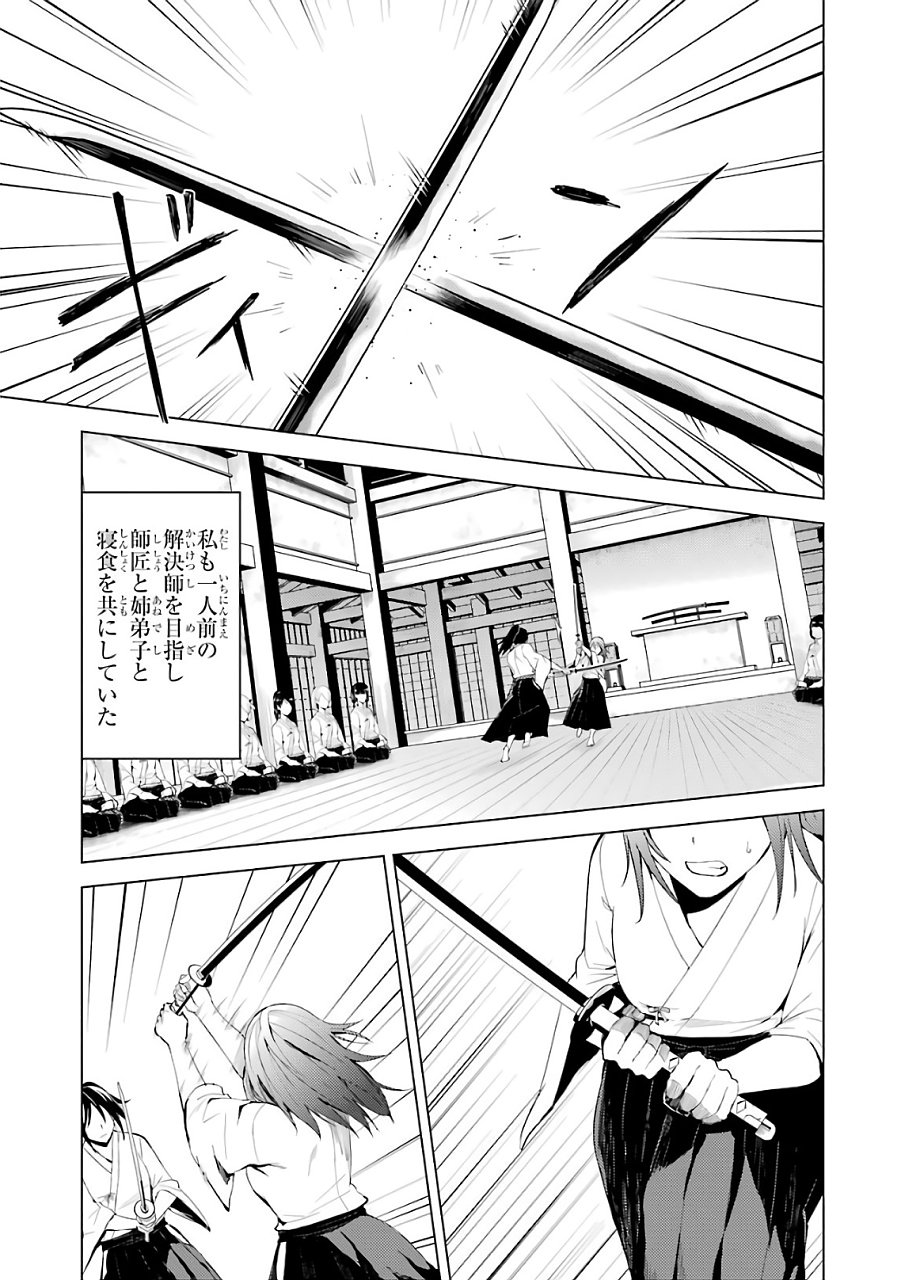 ギィン
私も一人前の
解決師を目指し
師匠と姉弟子と
寝食を共にしていた